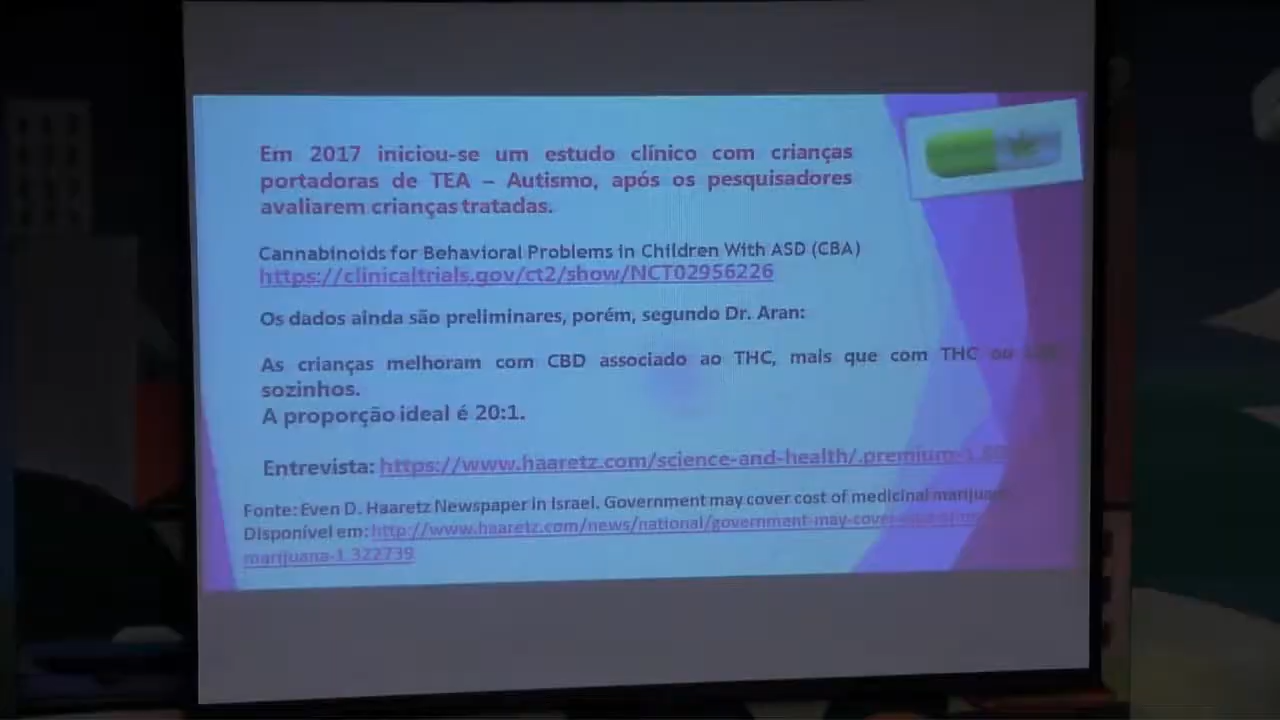 Em 2017 iniciou-se um estudo clínico com crianças
portadoras de TEA – Autismo, após os pesquisadores
avaliarem crianças tratadas.
Cannabinoids for Behavioral Problems in Children With ASD (CBA)
https://clinicaltrials.gov/ct2/show/NCT02956226
Os dados ainda são preliminares, porém, segundo Dr. Aran:
As crianças melhoram com CBD associado ao THC, mais que com THC ou
sozinhos.
A proporção ideal é 20:1.
Entrevista: https://www.haaretz.com/science-and-health/.premium-1.
Fonte: Even D. Haaretz Newspaper in Israel. Government may cover cost of medicinal marijuana.
Disponível em: http://www.haaretz.com/news/national/government-may-cover-
marijuana-1.322739